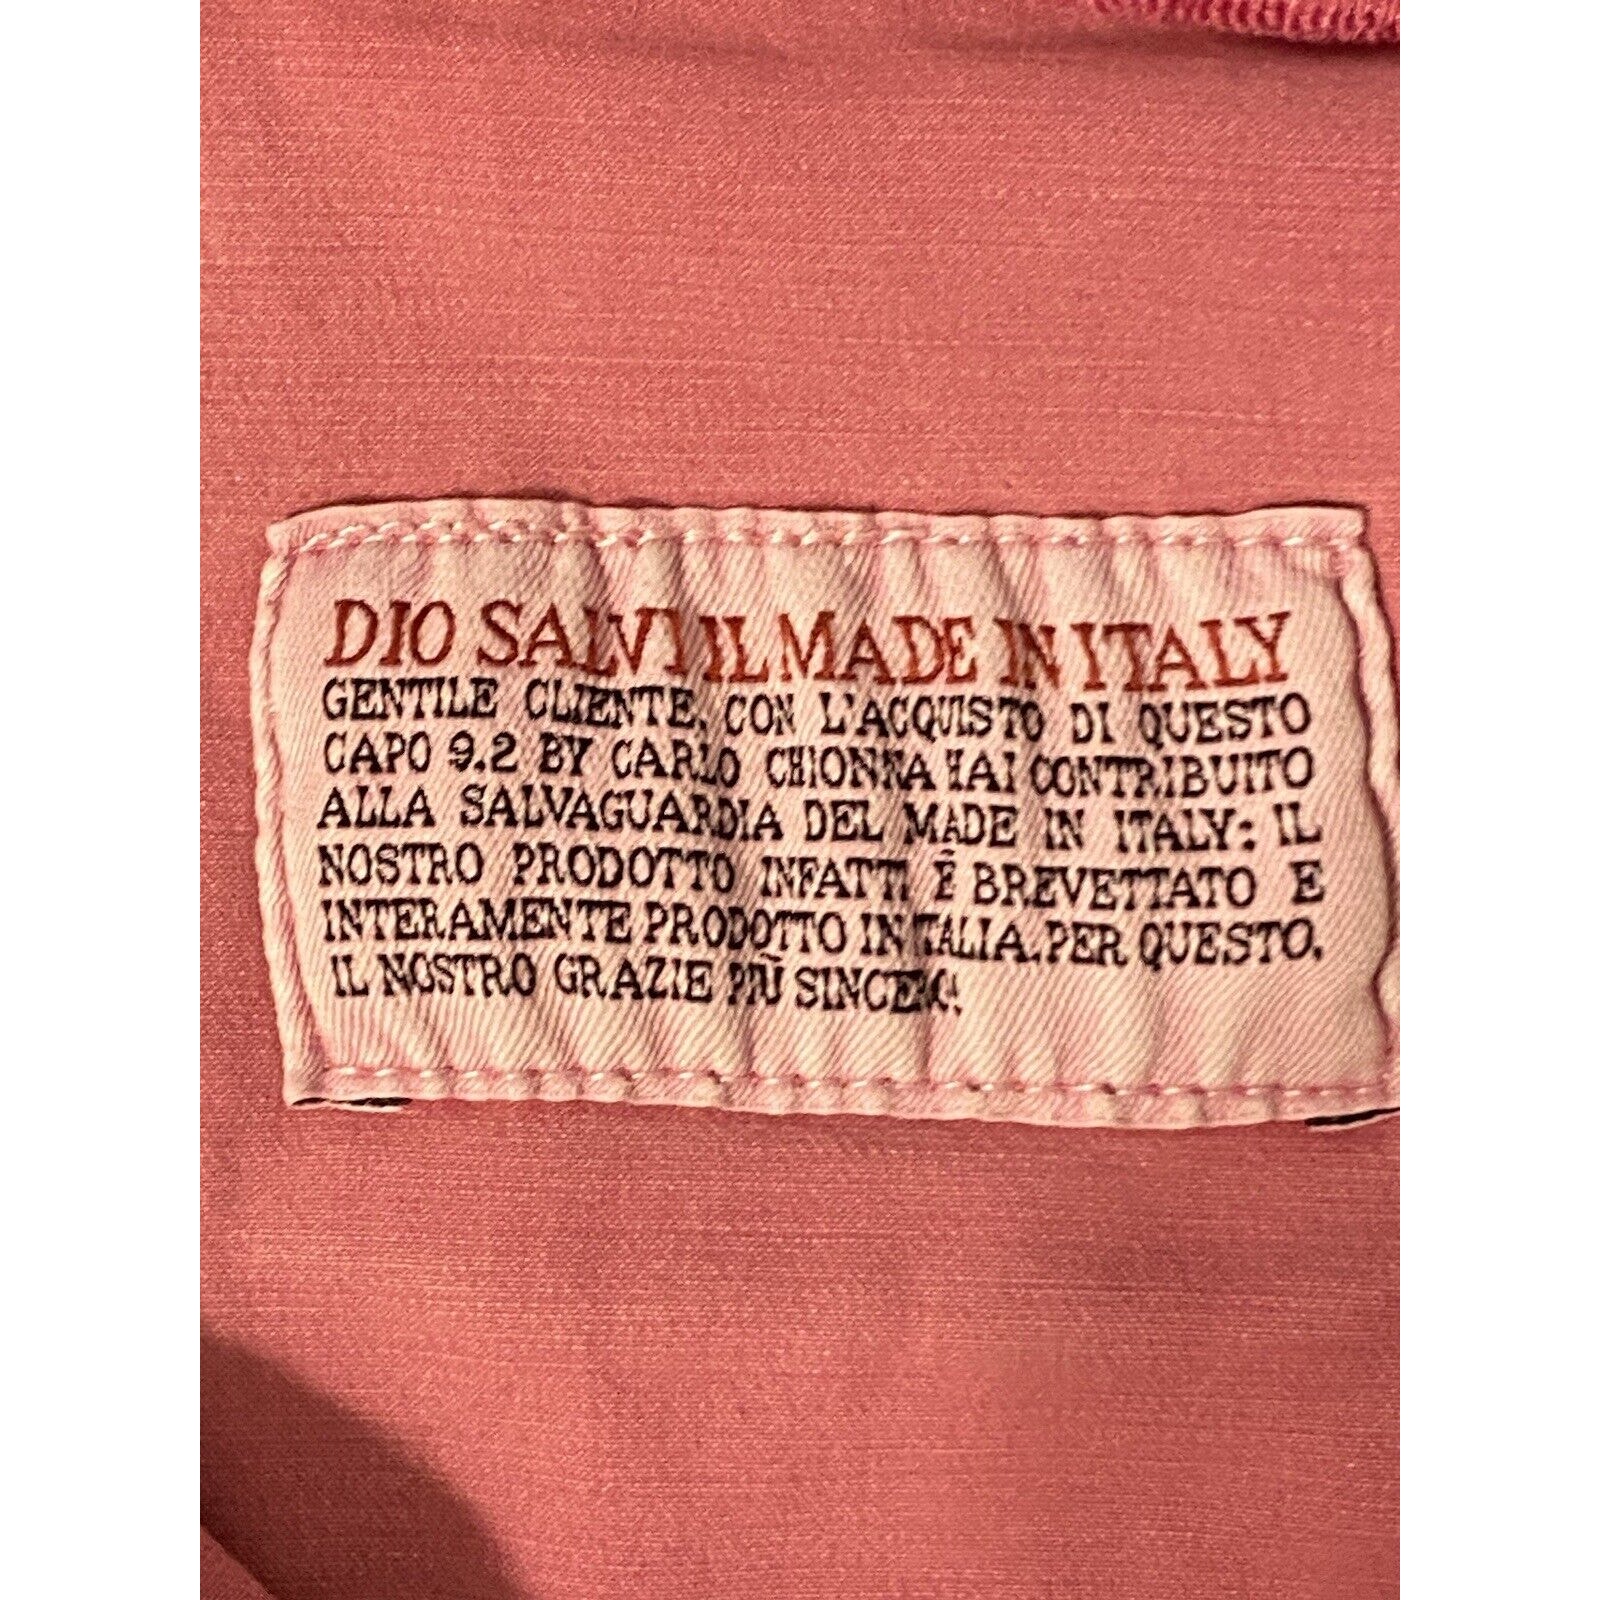 DIO SALVI IL MADE IN ITALY
GENTILE CLIENTE, CON L'ACQUISTO DI QUESTO
CAPO 9.2 BY CARLO CHIONNA HAI CONTRIBUITO
ALLA SALVAGUARDIA DEL MADE IN ITALY: IL
NOSTRO PRODOTTO INFATTI È BREVETTATO E
INTERAMENTE PRODOTTO IN ITALIA. PER QUESTO,
IL NOSTRO GRAZIE PIÙ SINCERO!